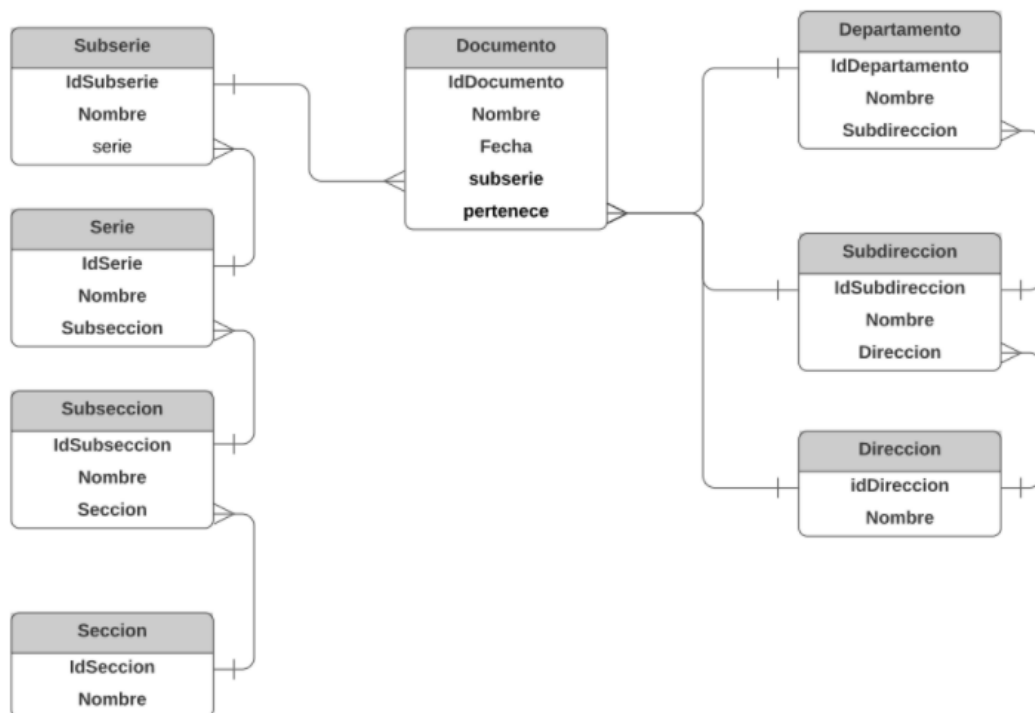 Subserie
IdSubserie
Nombre
serie
Serie
IdSerie
Nombre
Subseccion
Subseccion
IdSubseccion
Nombre
Seccion
Seccion
IdSeccion
Nombre
Documento
IdDocumento
Nombre
Fecha
subserie
pertenece
Departamento
IdDepartamento
Nombre
Subdireccion
Subdireccion
IdSubdireccion
Nombre
Direccion
Direccion
idDireccion
Nombre